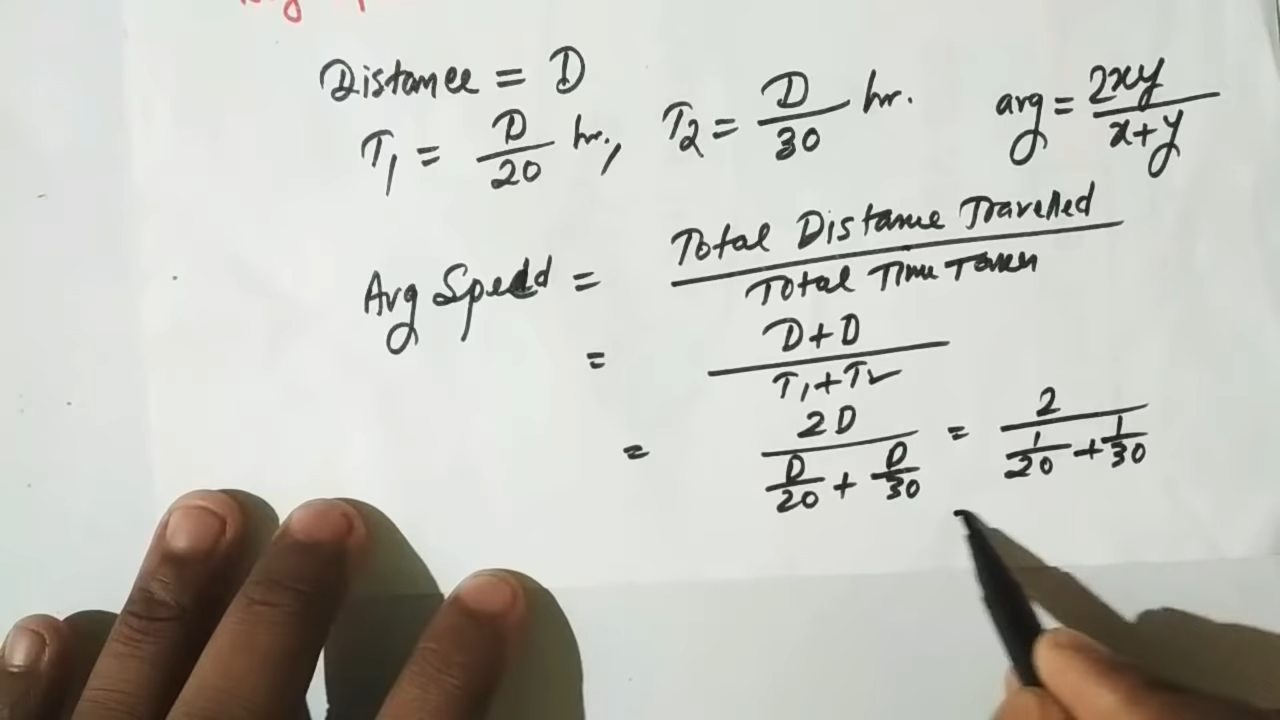 Distance = D
T₁ = D/20 hr., T₂ = D/30 hr.
avg = 2xy/x+y
Avg Speed = Total Distance Travelled/Total Time Taken
= D+D/T₁+T₂
= 2D/D/20 + D/30 = 2/1/20 + 1/30